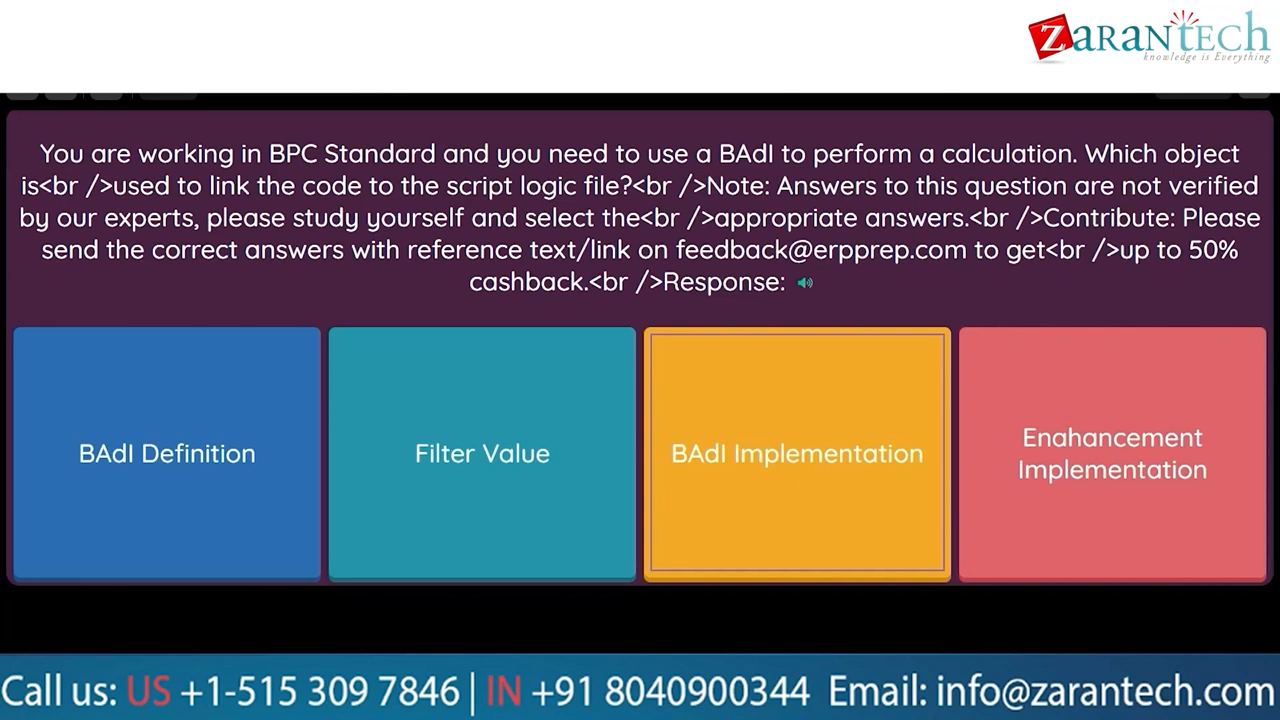 ZARANTECH
knowledge is Everything
You are working in BPC Standard and you need to use a BAdI to perform a calculation. Which object
is<br />used to link the code to the script logic file?<br />Note: Answers to this question are not verified
by our experts, please study yourself and select the<br />appropriate answers.<br />Contribute: Please
send the correct answers with reference text/link on feedback@erpprep.com to get<br />up to 50%
cashback.<br />Response:
BAdI Definition
Filter Value
BAdI Implementation
Enahancement
Implementation
Call us: US +1-515 309 7846 | IN +91 8040900344 Email: info@zarantech.com